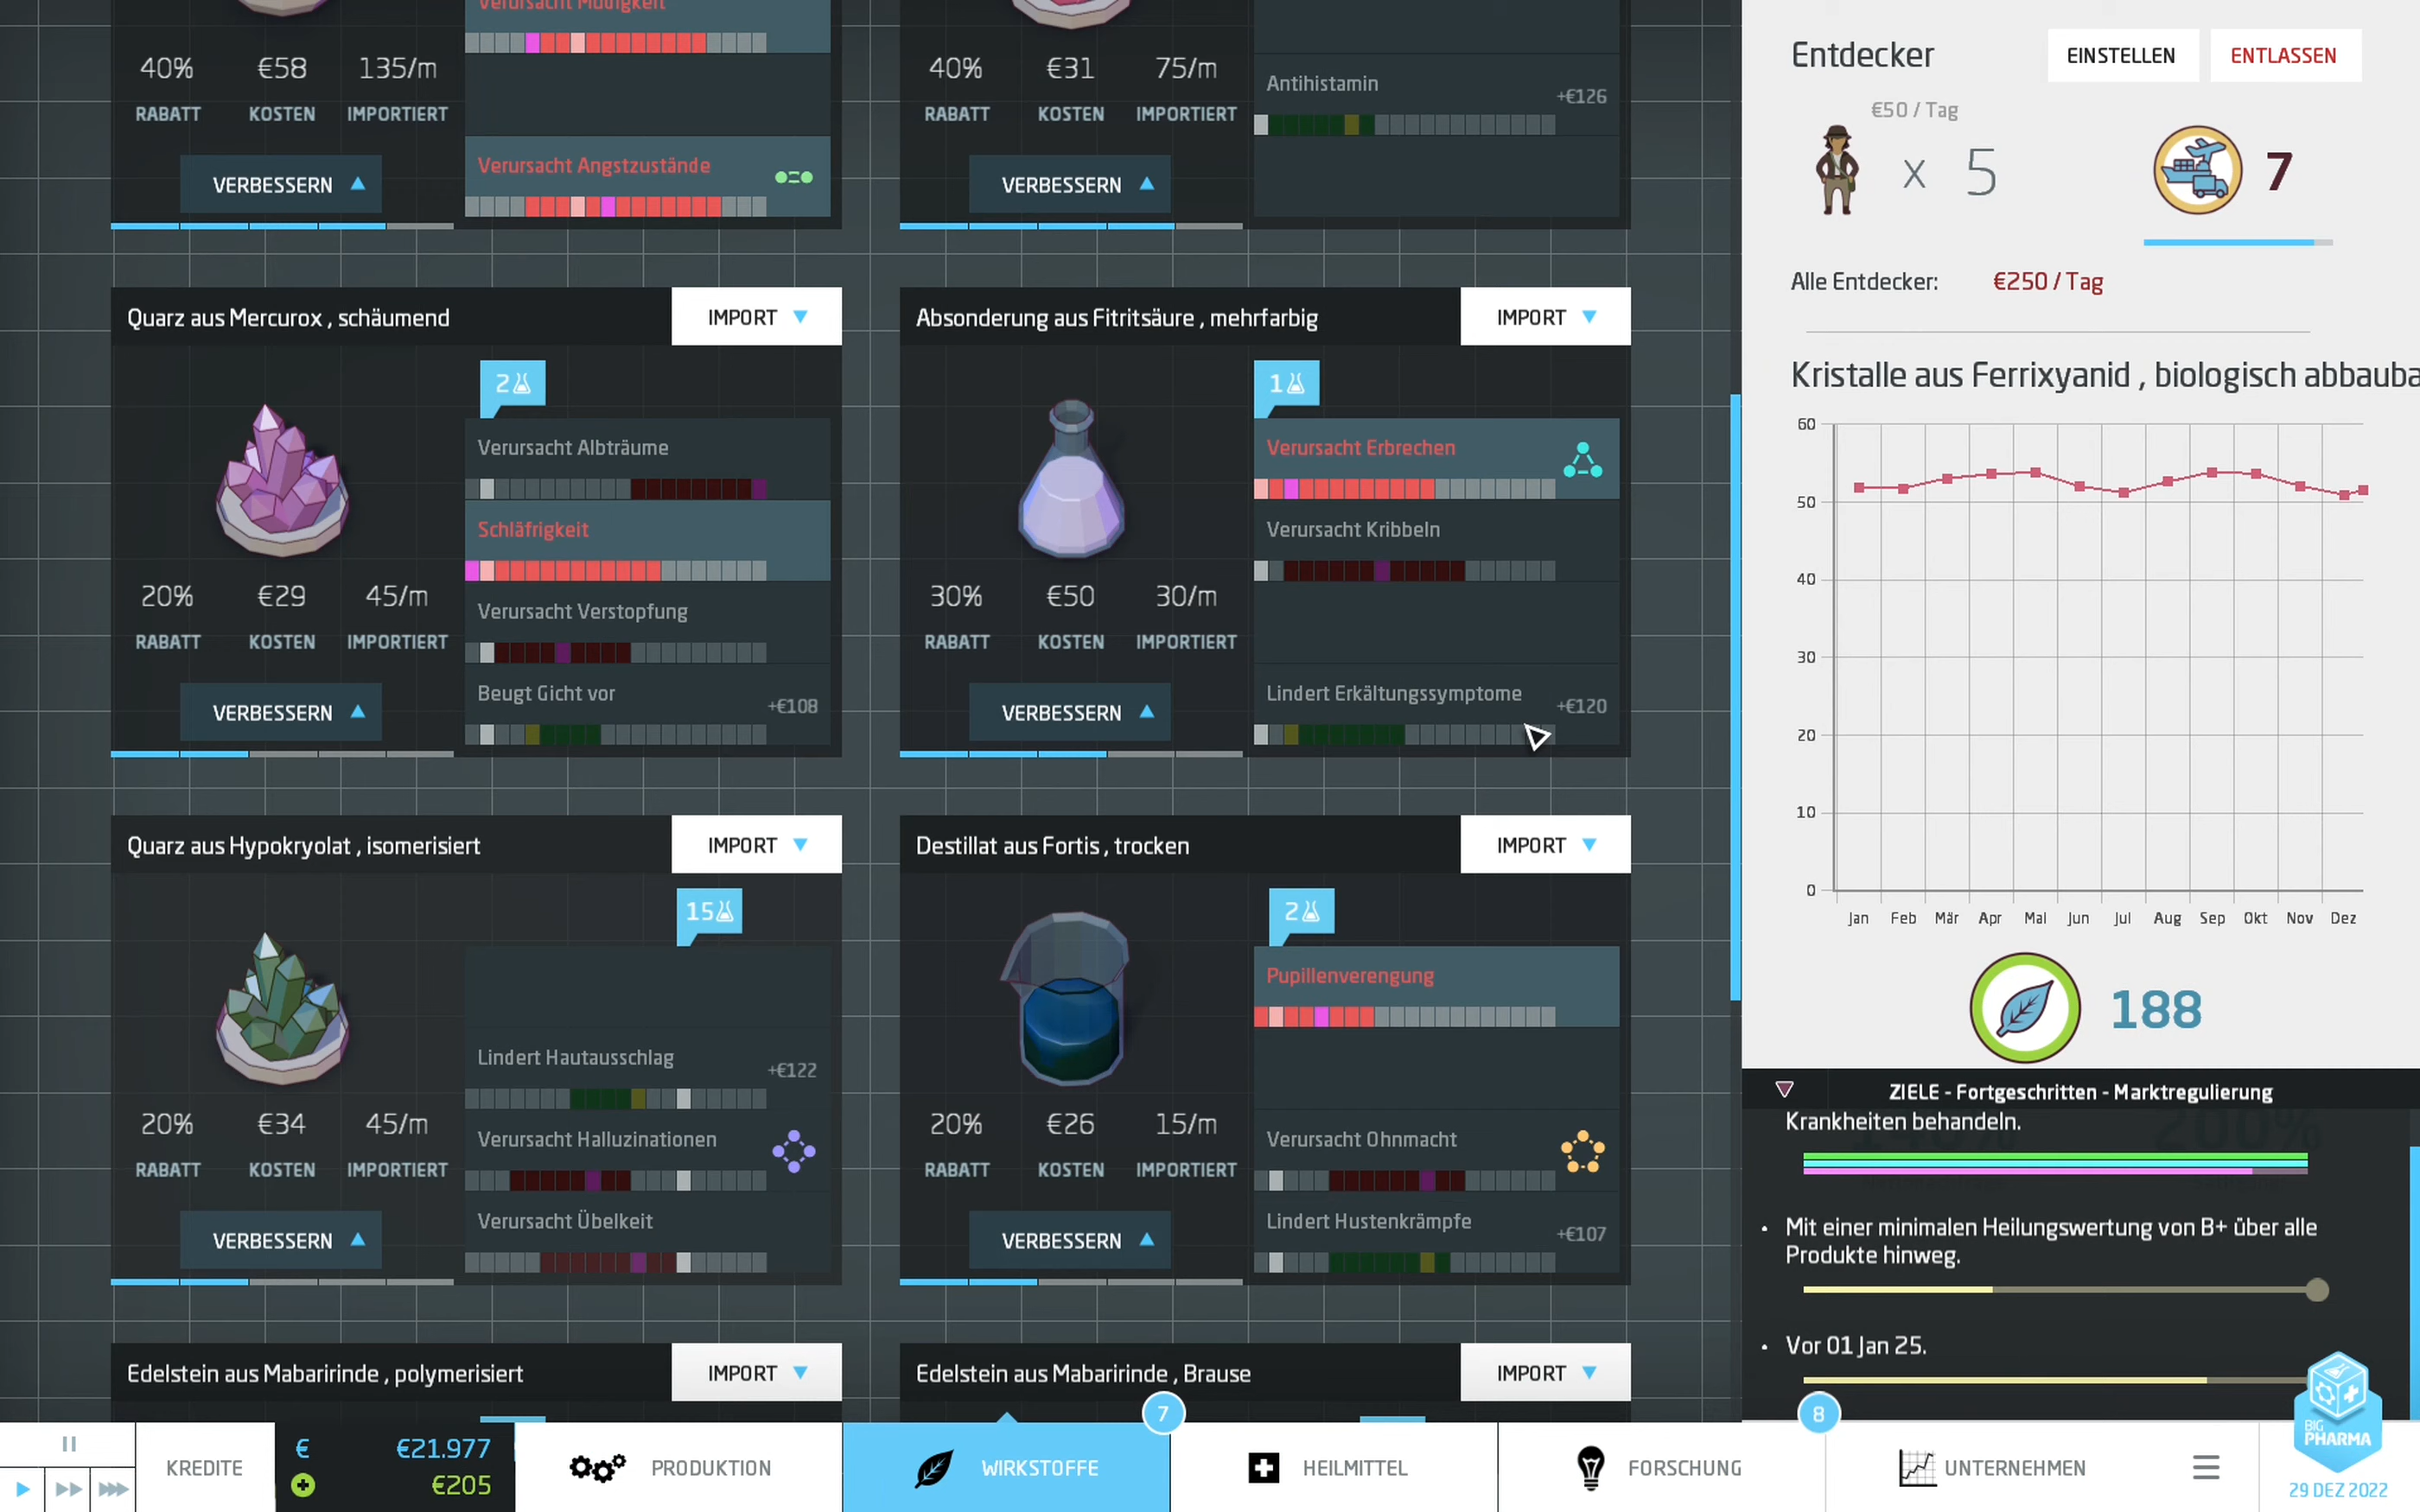 Verursacht Müdigkeit
40%
€58
135/m
RABATT
KOSTEN
IMPORTIERT
VERBESSERN
Verursacht Angstzustände
40%
€31
75/m
RABATT
KOSTEN
IMPORTIERT
VERBESSERN
Antihistamin
+€126
Quarz aus Mercurox , schäumend
IMPORT
2
Verursacht Albträume
Schläfrigkeit
Verursacht Verstopfung
Beugt Gicht vor
+€108
20%
€29
45/m
RABATT
KOSTEN
IMPORTIERT
VERBESSERN
Absonderung aus Fitritsäure , mehrfarbig
IMPORT
1
Verursacht Erbrechen
Verursacht Kribbeln
Lindert Erkältungssymptome
+€120
30%
€50
30/m
RABATT
KOSTEN
IMPORTIERT
VERBESSERN
Quarz aus Hypokryolat , isomerisiert
IMPORT
15
Lindert Hautausschlag
+€122
Verursacht Halluzinationen
Verursacht Übelkeit
20%
€34
45/m
RABATT
KOSTEN
IMPORTIERT
VERBESSERN
Destillat aus Fortis , trocken
IMPORT
2
Pupillenverengung
Verursacht Ohnmacht
Lindert Hustenkrämpfe
+€107
20%
€26
15/m
RABATT
KOSTEN
IMPORTIERT
VERBESSERN
Edelstein aus Mabaririnde , polymerisiert
IMPORT
Edelstein aus Mabaririnde , Brause
IMPORT
Entdecker
EINSTELLEN
ENTLASSEN
€50 / Tag
x 5
7
Alle Entdecker:
€250 / Tag
Kristalle aus Ferrixyanid , biologisch abbauba
60
50
40
30
20
10
0
Jan Feb Mär Apr Mai Jun Jul Aug Sep Okt Nov Dez
188
ZIELE - Fortgeschritten - Marktregulierung
Krankheiten behandeln.
200%
• Mit einer minimalen Heilungswertung von B+ über alle
Produkte hinweg.
• Vor 01 Jan 25.
KREDITE
€ €21.977
€205
PRODUKTION
WIRKSTOFFE
7
HEILMITTEL
FORSCHUNG
8
UNTERNEHMEN
BIG
PHARMA
29 DEZ 2022